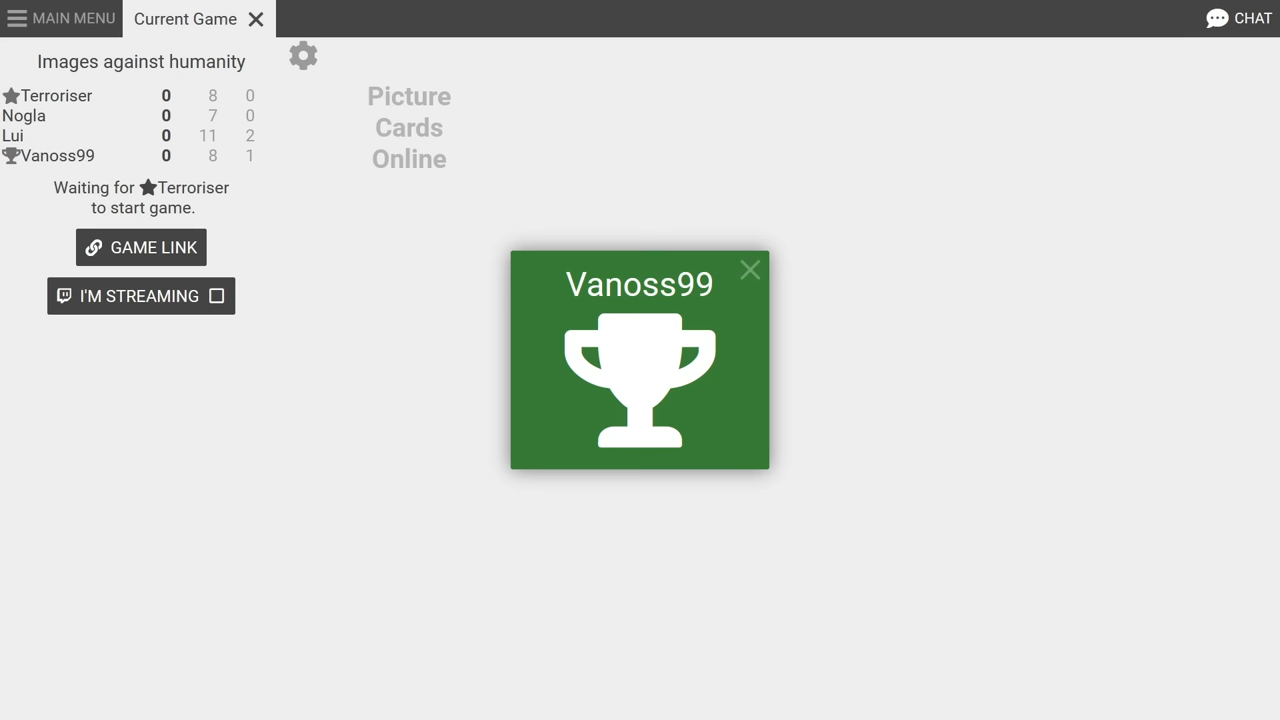 MAIN MENU
Current Game
CHAT
Images against humanity
Terroriser 0 8 0
Nogla 0 7 0
Lui 0 11 2
Vanoss99 0 8 1
Waiting for Terroriser
to start game.
GAME LINK
I'M STREAMING
Picture
Cards
Online
Vanoss99